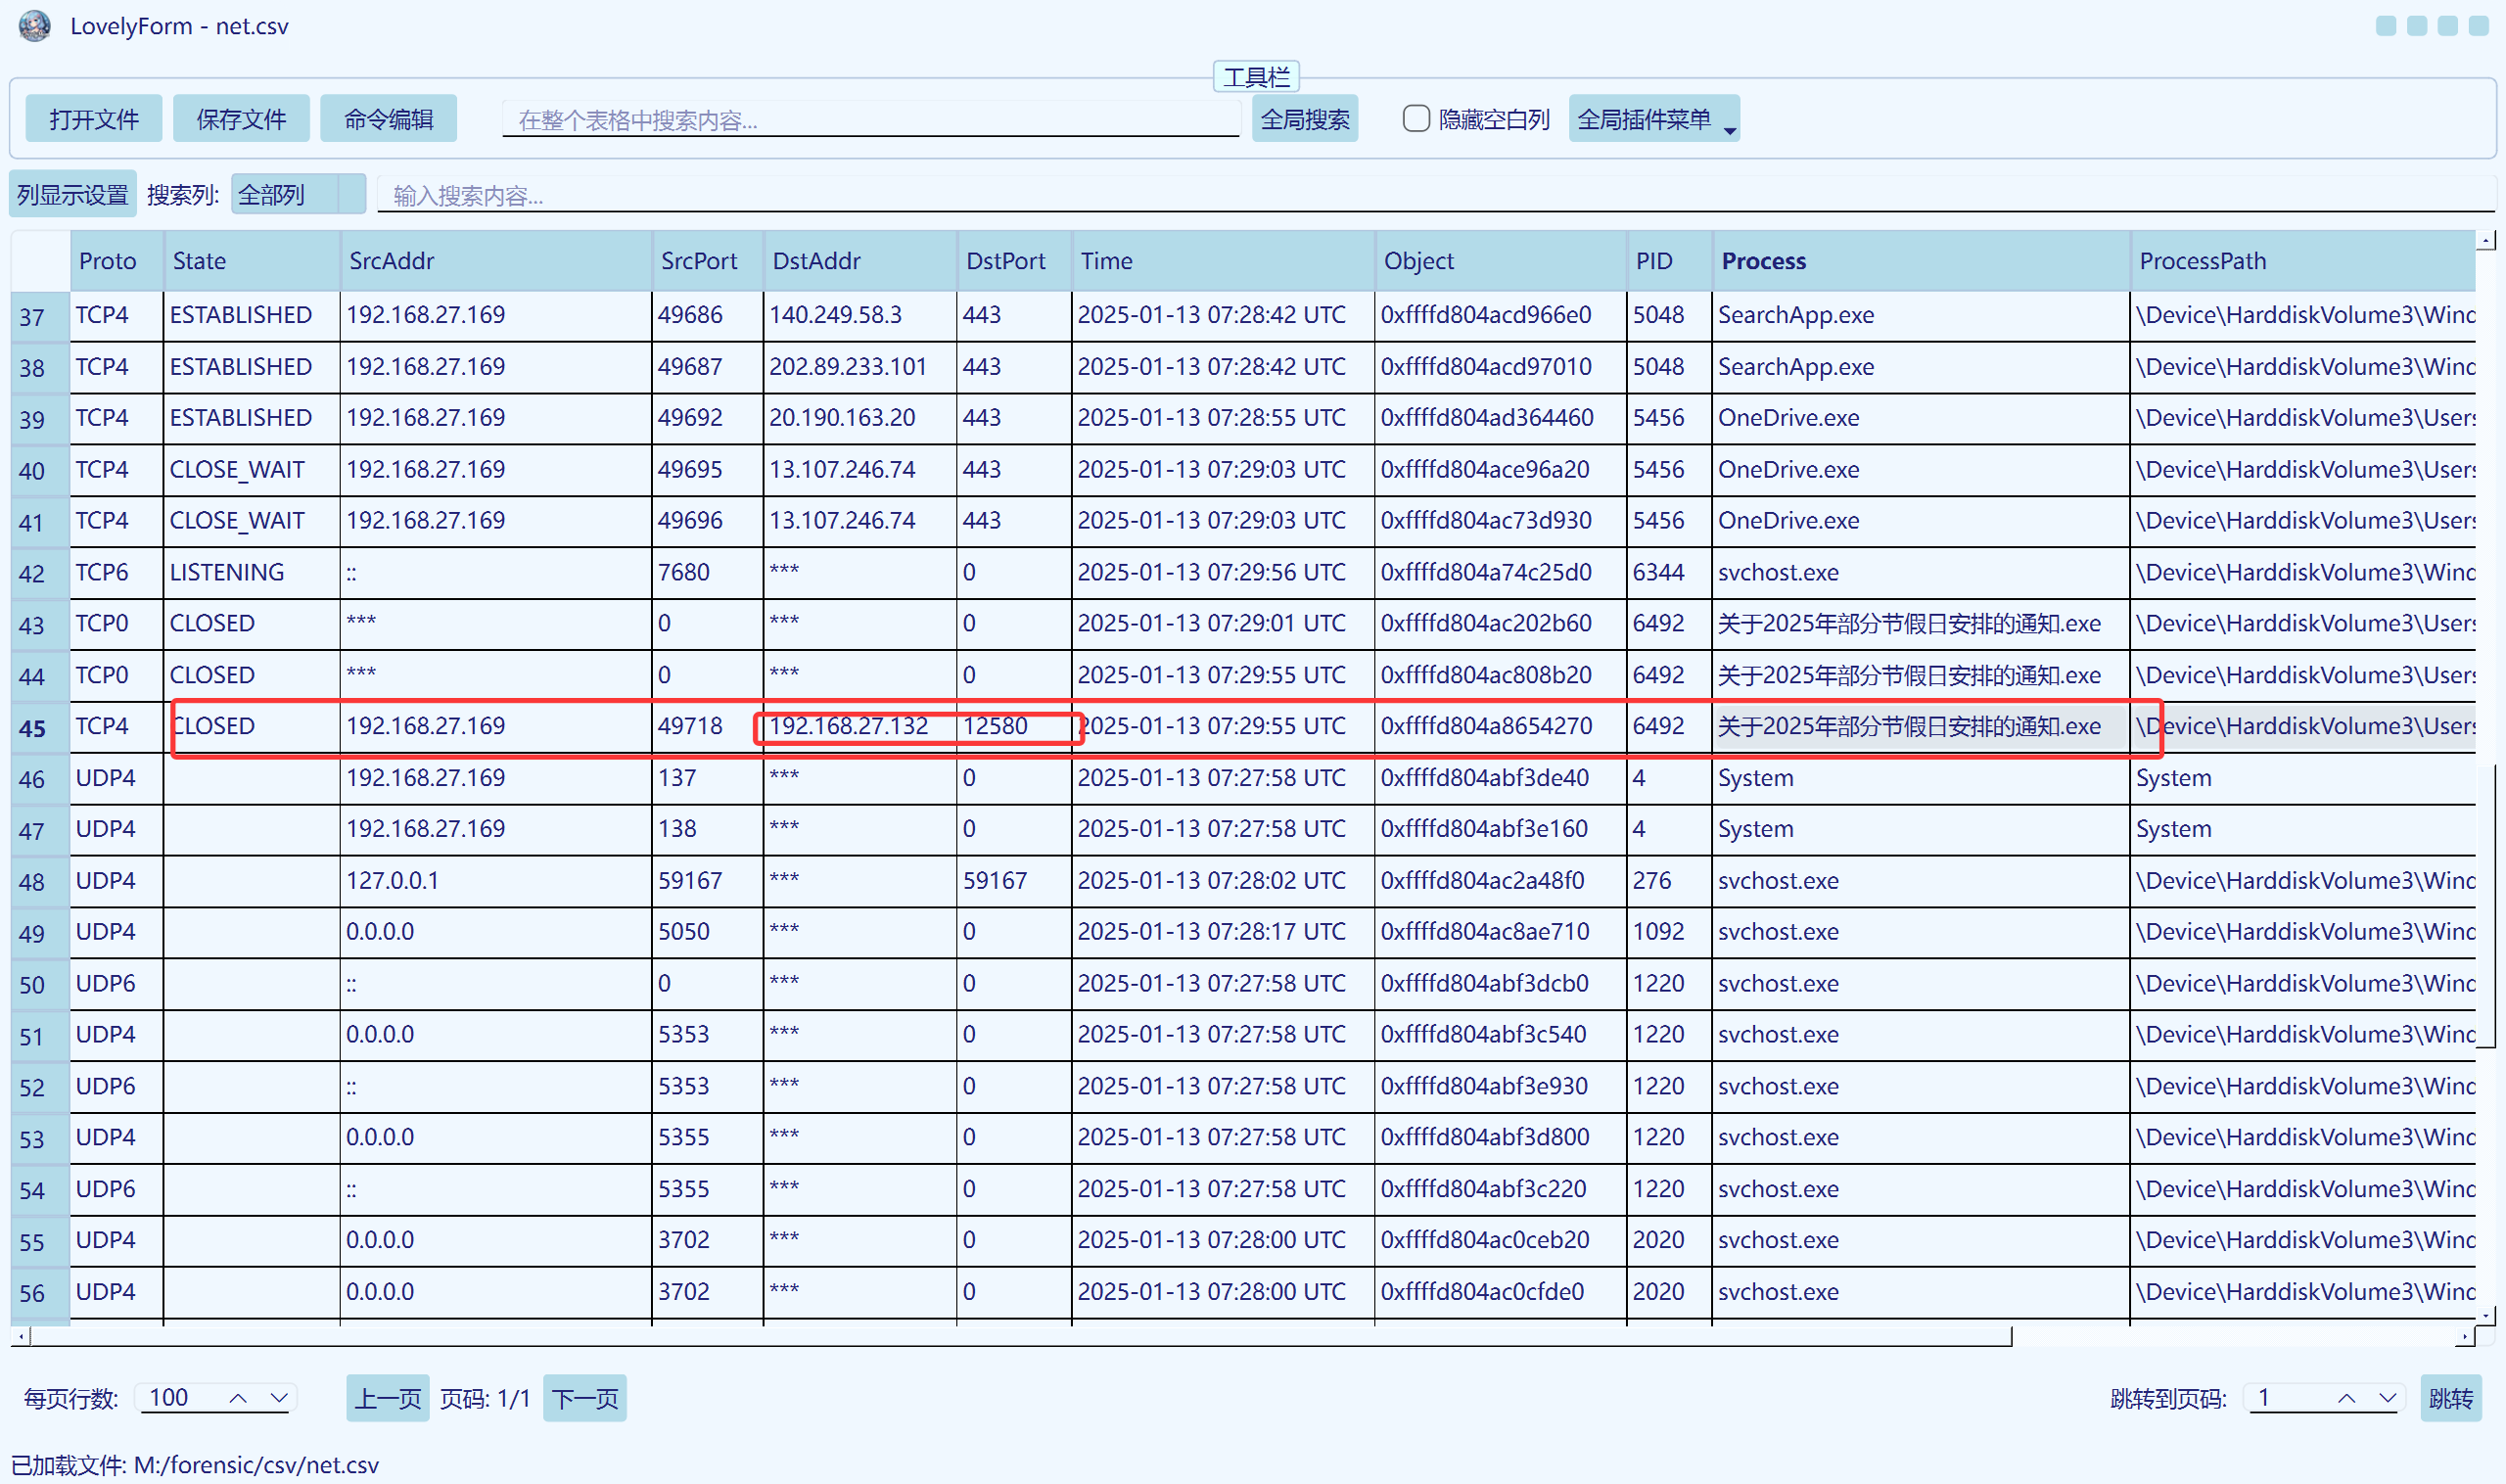 LovelyForm - net.csv
工具栏
打开文件 保存文件 命令编辑 在整个表格中搜索内容... 全局搜索 隐藏空白列 全局插件菜单
列显示设置 搜索列: 全部列 输入搜索内容...
Proto State SrcAddr SrcPort DstAddr DstPort Time Object PID Process ProcessPath
37 TCP4 ESTABLISHED 192.168.27.169 49686 140.249.58.3 443 2025-01-13 07:28:42 UTC 0xffffd804acd966e0 5048 SearchApp.exe \Device\HarddiskVolume3\Wind
38 TCP4 ESTABLISHED 192.168.27.169 49687 202.89.233.101 443 2025-01-13 07:28:42 UTC 0xffffd804acd97010 5048 SearchApp.exe \Device\HarddiskVolume3\Wind
39 TCP4 ESTABLISHED 192.168.27.169 49692 20.190.163.20 443 2025-01-13 07:28:55 UTC 0xffffd804ad364460 5456 OneDrive.exe \Device\HarddiskVolume3\Users
40 TCP4 CLOSE_WAIT 192.168.27.169 49695 13.107.246.74 443 2025-01-13 07:29:03 UTC 0xffffd804ace96a20 5456 OneDrive.exe \Device\HarddiskVolume3\Users
41 TCP4 CLOSE_WAIT 192.168.27.169 49696 13.107.246.74 443 2025-01-13 07:29:03 UTC 0xffffd804ac73d930 5456 OneDrive.exe \Device\HarddiskVolume3\Users
42 TCP6 LISTENING :: 7680 *** 0 2025-01-13 07:29:56 UTC 0xffffd804a74c25d0 6344 svchost.exe \Device\HarddiskVolume3\Wind
43 TCP0 CLOSED *** 0 *** 0 2025-01-13 07:29:01 UTC 0xffffd804ac202b60 6492 关于2025年部分节假日安排的通知.exe \Device\HarddiskVolume3\Users
44 TCP0 CLOSED *** 0 *** 0 2025-01-13 07:29:55 UTC 0xffffd804ac808b20 6492 关于2025年部分节假日安排的通知.exe \Device\HarddiskVolume3\Users
45 TCP4 CLOSED 192.168.27.169 49718 192.168.27.132 12580 2025-01-13 07:29:55 UTC 0xffffd804a8654270 6492 关于2025年部分节假日安排的通知.exe \Device\HarddiskVolume3\Users
46 UDP4 192.168.27.169 137 *** 0 2025-01-13 07:27:58 UTC 0xffffd804abf3de40 4 System System
47 UDP4 192.168.27.169 138 *** 0 2025-01-13 07:27:58 UTC 0xffffd804abf3e160 4 System System
48 UDP4 127.0.0.1 59167 *** 59167 2025-01-13 07:28:02 UTC 0xffffd804ac2a48f0 276 svchost.exe \Device\HarddiskVolume3\Wind
49 UDP4 0.0.0.0 5050 *** 0 2025-01-13 07:28:17 UTC 0xffffd804ac8ae710 1092 svchost.exe \Device\HarddiskVolume3\Wind
50 UDP6 :: 0 *** 0 2025-01-13 07:27:58 UTC 0xffffd804abf3dcb0 1220 svchost.exe \Device\HarddiskVolume3\Wind
51 UDP4 0.0.0.0 5353 *** 0 2025-01-13 07:27:58 UTC 0xffffd804abf3c540 1220 svchost.exe \Device\HarddiskVolume3\Wind
52 UDP6 :: 5353 *** 0 2025-01-13 07:27:58 UTC 0xffffd804abf3e930 1220 svchost.exe \Device\HarddiskVolume3\Wind
53 UDP4 0.0.0.0 5355 *** 0 2025-01-13 07:27:58 UTC 0xffffd804abf3d800 1220 svchost.exe \Device\HarddiskVolume3\Wind
54 UDP6 :: 5355 *** 0 2025-01-13 07:27:58 UTC 0xffffd804abf3c220 1220 svchost.exe \Device\HarddiskVolume3\Wind
55 UDP4 0.0.0.0 3702 *** 0 2025-01-13 07:28:00 UTC 0xffffd804ac0ceb20 2020 svchost.exe \Device\HarddiskVolume3\Wind
56 UDP4 0.0.0.0 3702 *** 0 2025-01-13 07:28:00 UTC 0xffffd804ac0cfde0 2020 svchost.exe \Device\HarddiskVolume3\Wind
每页行数: 100 上一页 页码: 1/1 下一页 跳转到页码: 1 跳转
已加载文件: M:/forensic/csv/net.csv